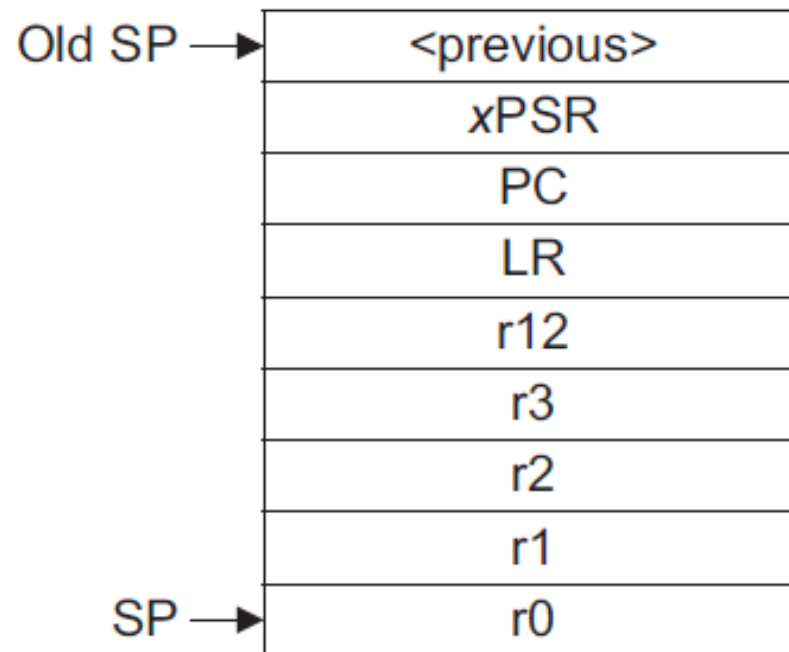 Old SP <previous>
xPSR
PC
LR
r12
r3
r2
r1
SP r0